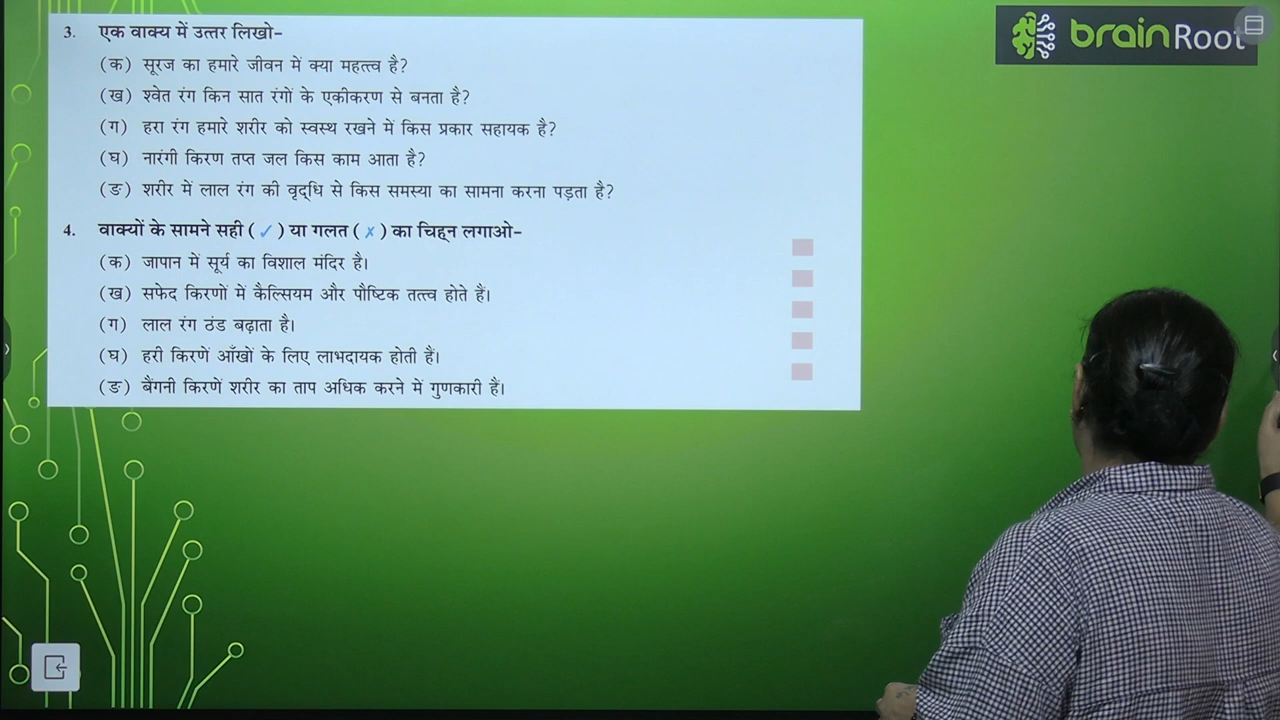 3. एक वाक्य में उत्तर लिखो-
(क) सूरज का हमारे जीवन में क्या महत्त्व है?
(ख) श्वेत रंग किन सात रंगों के एकीकरण से बनता है?
(ग) हरा रंग हमारे शरीर को स्वस्थ रखने में किस प्रकार सहायक है?
(घ) नारंगी किरण तप्त जल किस काम आता है?
(ङ) शरीर में लाल रंग की वृद्धि से किस समस्या का सामना करना पड़ता है?
4. वाक्यों के सामने सही (✓) या गलत (✗) का चिह्न लगाओ-
(क) जापान में सूर्य का विशाल मंदिर है।
(ख) सफेद किरणों में कैल्सियम और पौष्टिक तत्त्व होते हैं।
(ग) लाल रंग ठंड बढ़ाता है।
(घ) हरी किरणें आँखों के लिए लाभदायक होती हैं।
(ङ) बैंगनी किरणें शरीर का ताप अधिक करने में गुणकारी हैं।
brainRoot